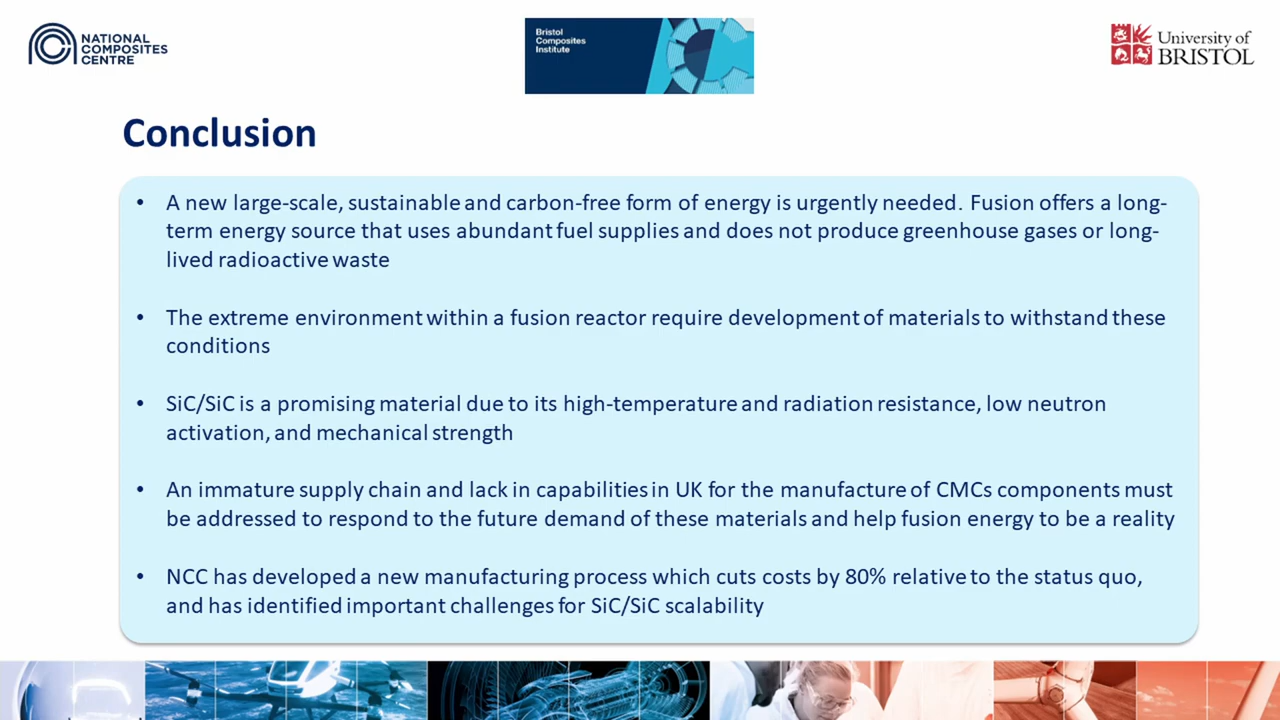 NATIONAL
COMPOSITES
CENTRE
Bristol
Composites
Institute
University of
BRISTOL
Conclusion
• A new large-scale, sustainable and carbon-free form of energy is urgently needed. Fusion offers a long-
term energy source that uses abundant fuel supplies and does not produce greenhouse gases or long-
lived radioactive waste
• The extreme environment within a fusion reactor require development of materials to withstand these
conditions
• SiC/SiC is a promising material due to its high-temperature and radiation resistance, low neutron
activation, and mechanical strength
• An immature supply chain and lack in capabilities in UK for the manufacture of CMCs components must
be addressed to respond to the future demand of these materials and help fusion energy to be a reality
• NCC has developed a new manufacturing process which cuts costs by 80% relative to the status quo,
and has identified important challenges for SiC/SiC scalability